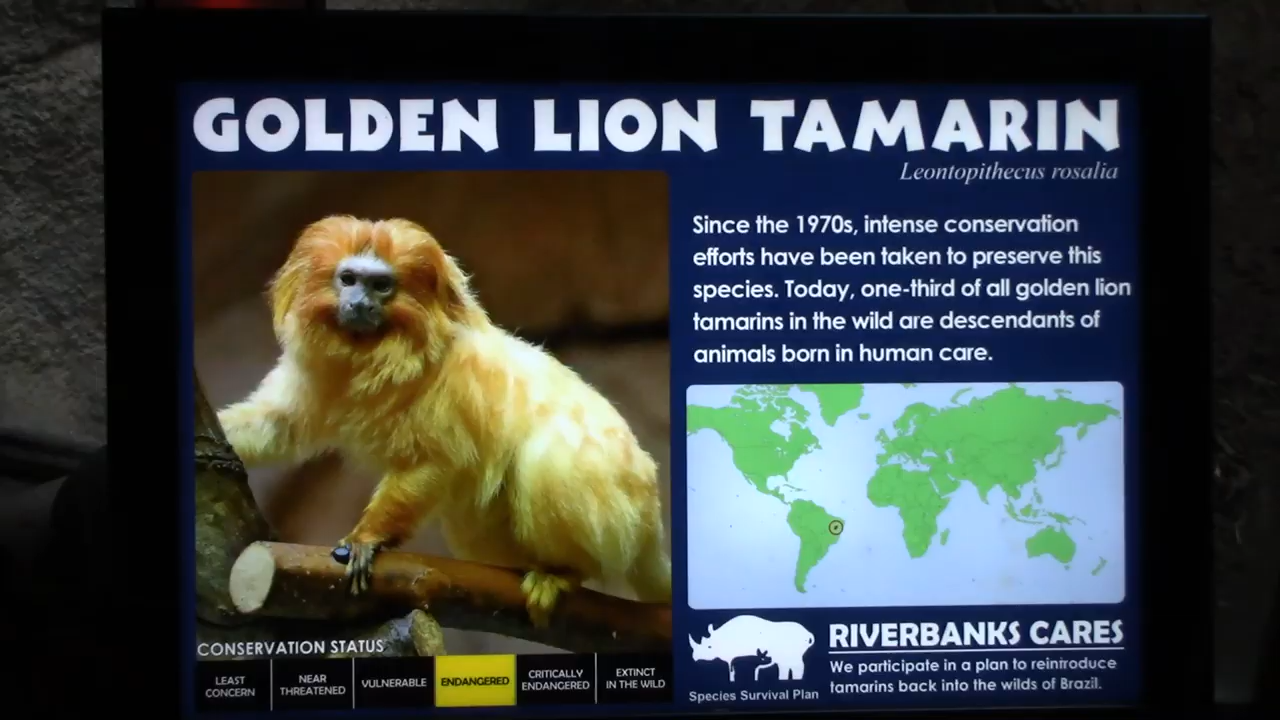 GOLDEN LION TAMARIN
Leontopithecus rosalia
Since the 1970s, intense conservation
efforts have been taken to preserve this
species. Today, one-third of all golden lion
tamarins in the wild are descendants of
animals born in human care.
CONSERVATION STATUS
LEAST
CONCERN
NEAR
THREATENED
VULNERABLE
ENDANGERED
CRITICALLY
ENDANGERED
EXTINCT
IN THE WILD
Species Survival Plan
RIVERBANKS CARES
We participate in a plan to reintroduce
tamarins back into the wilds of Brazil.